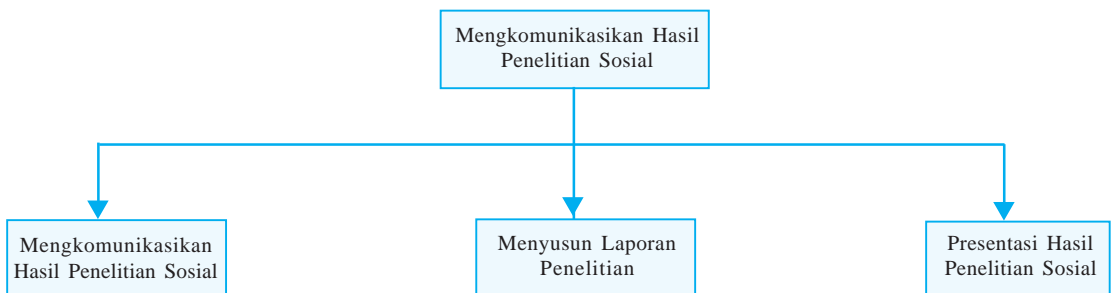 Mengkomunikasikan Hasil
Penelitian Sosial
Mengkomunikasikan
Hasil Penelitian Sosial
Menyusun Laporan
Penelitian
Presentasi Hasil
Penelitian Sosial